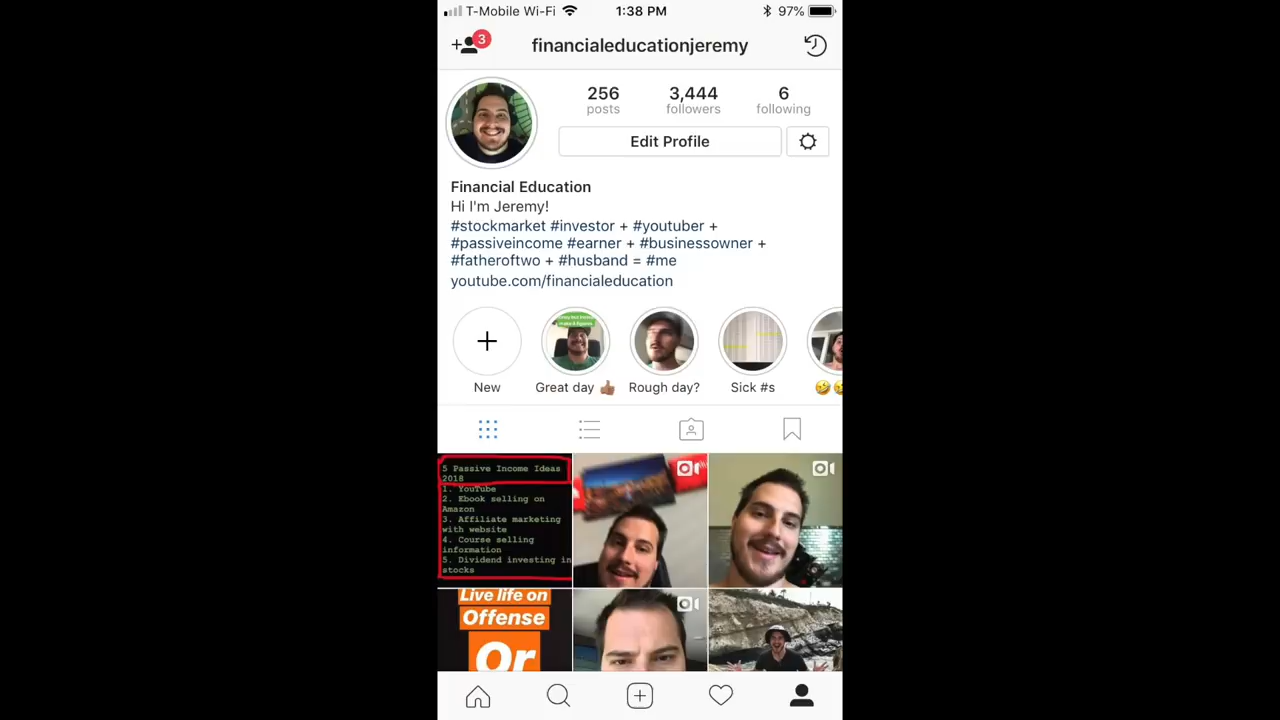 T-Mobile Wi-Fi 1:38 PM 97%
3 financialeducationjeremy
256 3,444 6
posts followers following
Edit Profile
Financial Education
Hi I'm Jeremy!
#stockmarket #investor + #youtuber +
#passiveincome #earner + #businessowner +
#fatheroftwo + #husband = #me
youtube.com/financialeducation
New Great day 👍🏽 Rough day? Sick #s 🤣🤣
5 Passive Income Ideas
2018
1. YouTube
2. Ebook selling on
Amazon
3. Affiliate marketing
with website
4. Course selling
information
5. Dividend investing in
stocks
Live life on
Offense
Or